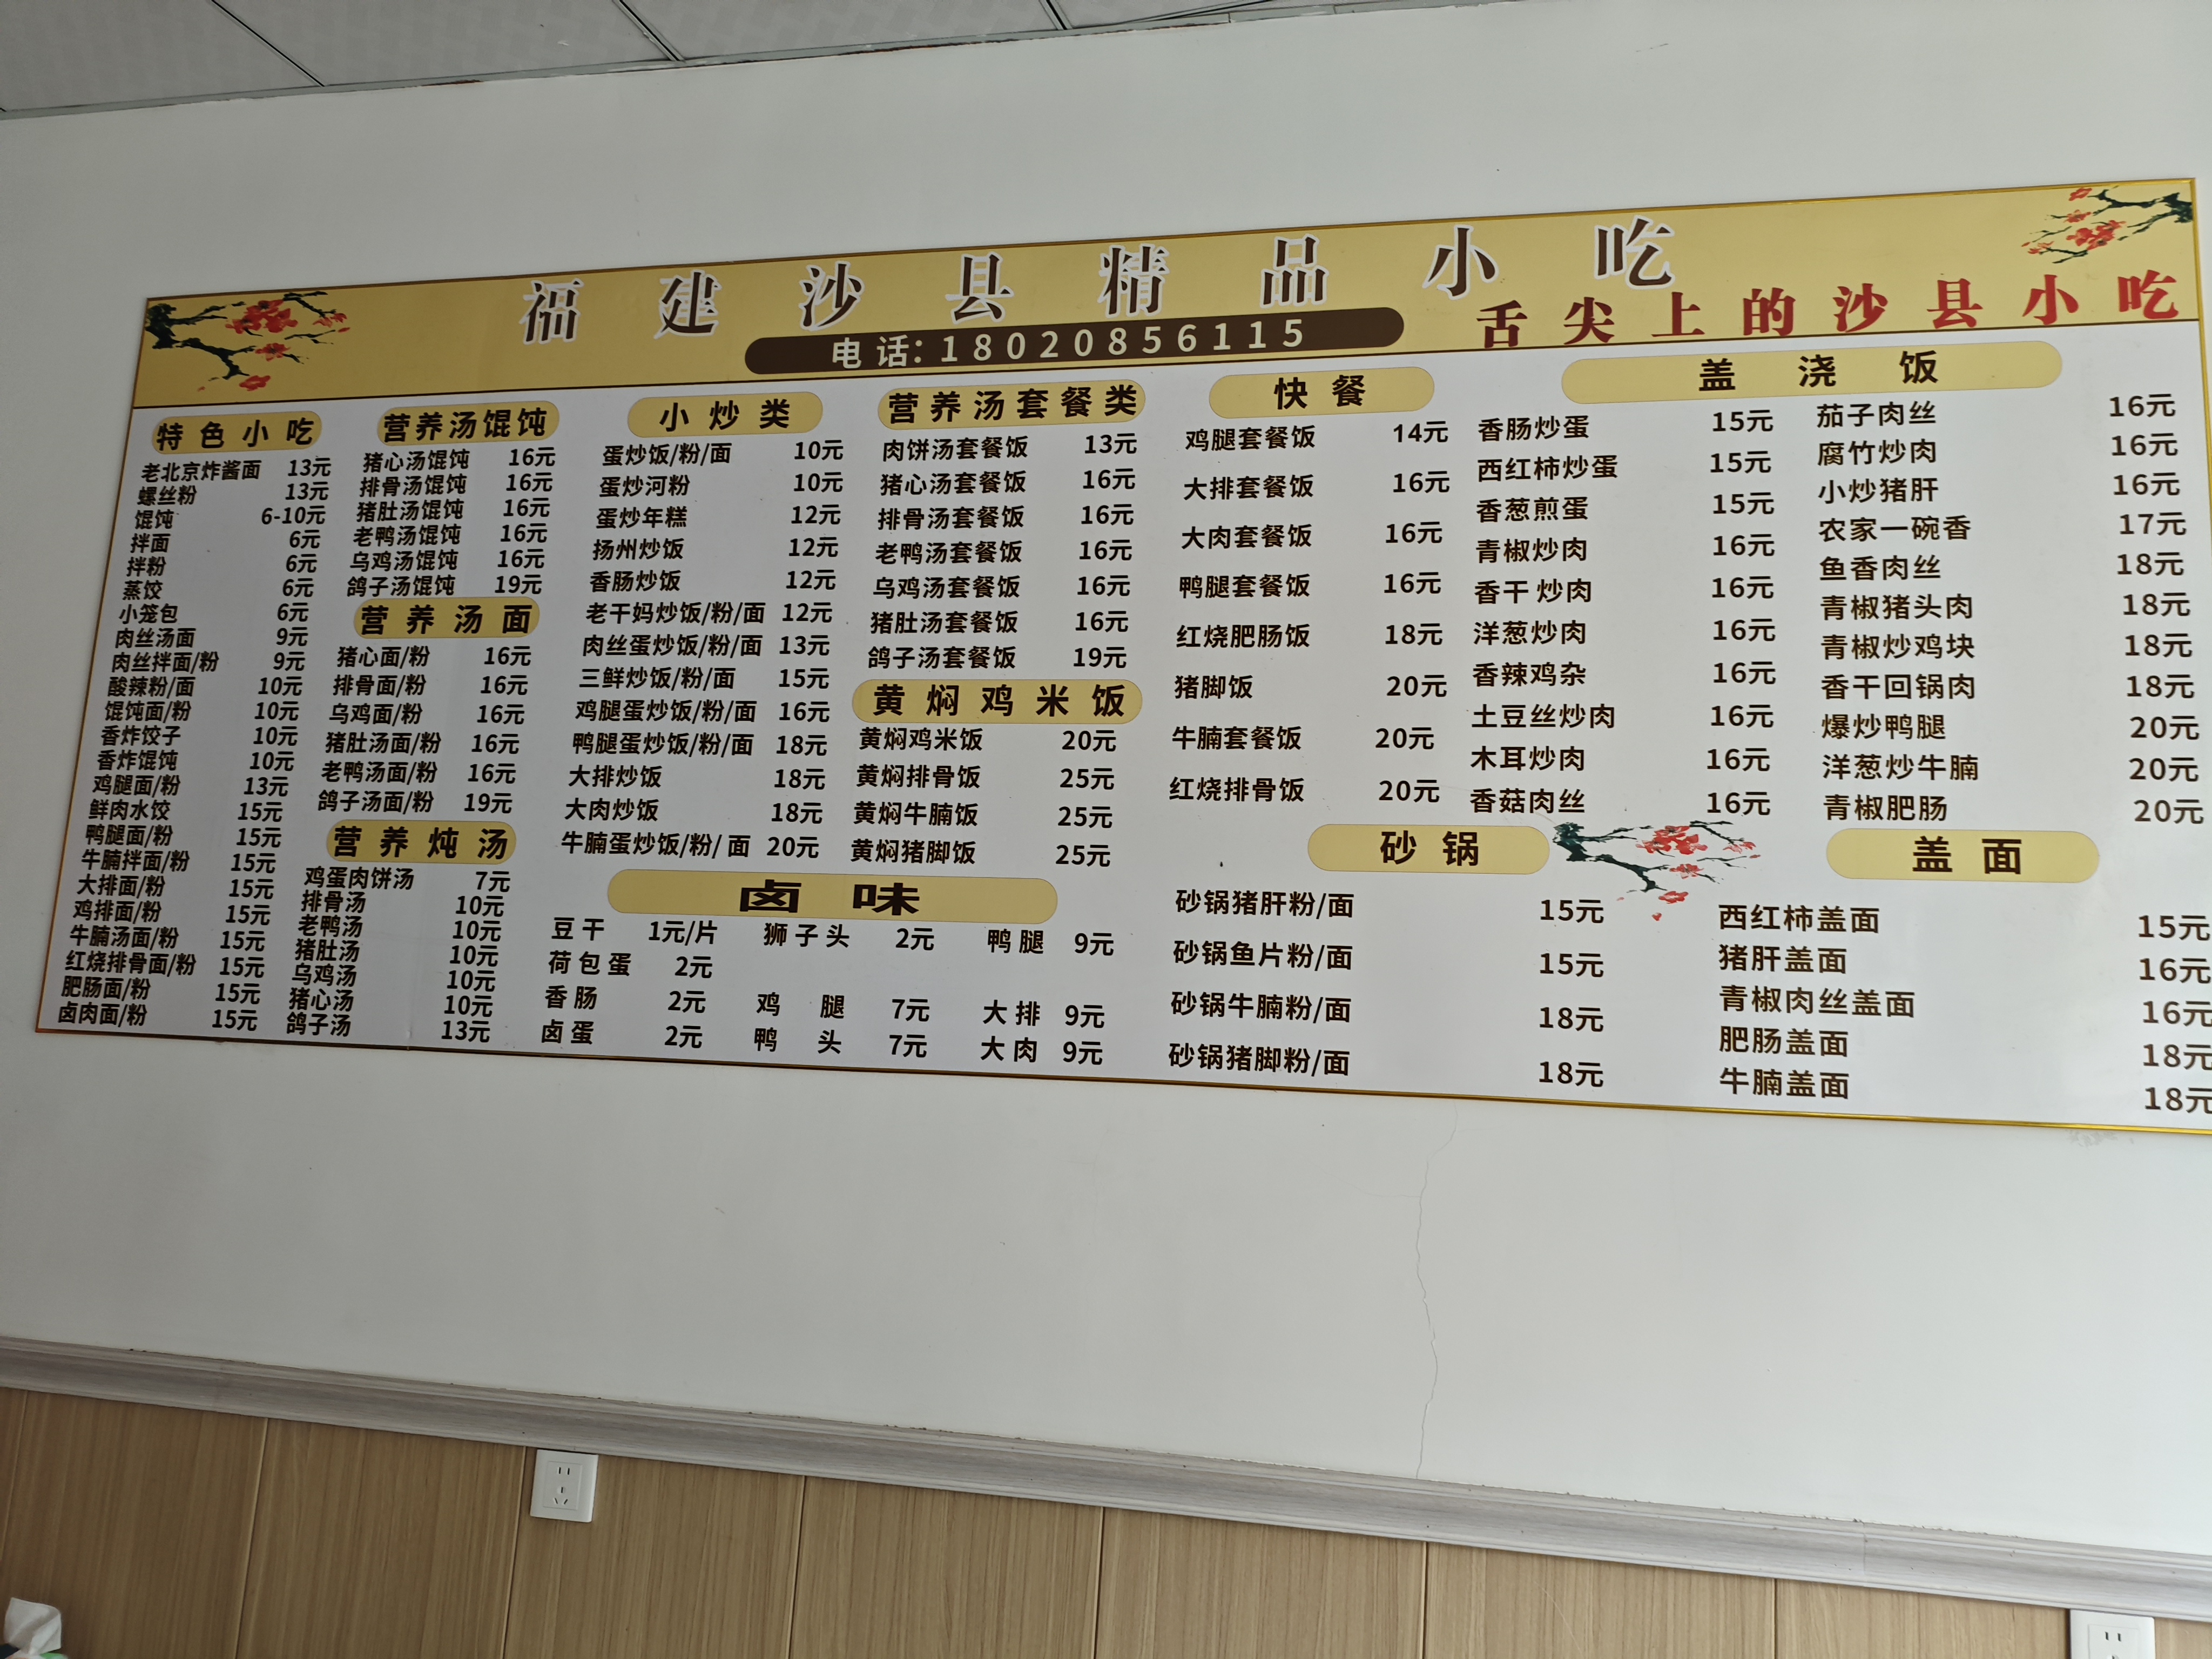 福建沙县精品小吃
电话:18020856115
舌尖上的沙县小吃
特色小吃
老北京炸酱面 13元
螺丝粉 13元
馄饨 6-10元
拌面 6元
拌粉 6元
蒸饺 6元
小笼包 6元
肉丝汤面 9元
肉丝拌面/粉 9元
酸辣粉/面 10元
馄饨面/粉 10元
香炸饺子 10元
香炸馄饨 10元
鸡腿面/粉 13元
鲜肉水饺 15元
鸭腿面/粉 15元
牛腩拌面/粉 15元
大排面/粉 15元
鸡排面/粉 15元
牛腩汤面/粉 15元
红烧排骨面/粉 15元
肥肠面/粉 15元
卤肉面/粉 15元
营养汤馄饨
猪心汤馄饨 16元
排骨汤馄饨 16元
猪肚汤馄饨 16元
老鸭汤馄饨 16元
乌鸡汤馄饨 16元
鸽子汤馄饨 19元
营养汤面
猪心面/粉 16元
排骨面/粉 16元
乌鸡面/粉 16元
猪肚汤面/粉 16元
老鸭汤面/粉 16元
鸽子汤面/粉 19元
营养炖汤
鸡蛋肉饼汤 7元
排骨汤 10元
老鸭汤 10元
猪肚汤 10元
乌鸡汤 10元
猪心汤 10元
鸽子汤 13元
小炒类
蛋炒饭/粉/面 10元
蛋炒河粉 10元
蛋炒年糕 12元
扬州炒饭 12元
香肠炒饭 12元
老干妈炒饭/粉/面 12元
肉丝蛋炒饭/粉/面 13元
三鲜炒饭/粉/面 15元
鸡腿蛋炒饭/粉/面 16元
鸭腿蛋炒饭/粉/面 18元
大排炒饭 18元
大肉炒饭 18元
牛腩蛋炒饭/粉/面 20元
营养汤套餐类
肉饼汤套餐饭 13元
猪心汤套餐饭 16元
排骨汤套餐饭 16元
老鸭汤套餐饭 16元
乌鸡汤套餐饭 16元
猪肚汤套餐饭 16元
鸽子汤套餐饭 19元
黄焖鸡米饭
黄焖鸡米饭 20元
黄焖排骨饭 25元
黄焖牛腩饭 25元
黄焖猪脚饭 25元
卤味
豆干 1元/片 狮子头 2元 鸭腿 9元
荷包蛋 2元
香肠 2元 鸡腿 7元 大排 9元
卤蛋 2元 鸭头 7元 大肉 9元
快餐
鸡腿套餐饭 14元
大排套餐饭 16元
大肉套餐饭 16元
鸭腿套餐饭 16元
红烧肥肠饭 18元
猪脚饭 20元
牛腩套餐饭 20元
红烧排骨饭 20元
盖浇饭
香肠炒蛋 15元
西红柿炒蛋 15元
香葱煎蛋 15元
青椒炒肉 16元
香干炒肉 16元
洋葱炒肉 16元
香辣鸡杂 16元
土豆丝炒肉 16元
木耳炒肉 16元
香菇肉丝 16元
茄子肉丝 16元
腐竹炒肉 16元
小炒猪肝 16元
农家一碗香 17元
鱼香肉丝 18元
青椒猪头肉 18元
青椒炒鸡块 18元
香干回锅肉 18元
爆炒鸭腿 20元
洋葱炒牛腩 20元
青椒肥肠 20元
砂锅
砂锅猪肝粉/面 15元
砂锅鱼片粉/面 15元
砂锅牛腩粉/面 18元
砂锅猪脚粉/面 18元
盖面
西红柿盖面 15元
猪肝盖面 16元
青椒肉丝盖面 16元
肥肠盖面 18元
牛腩盖面 18元